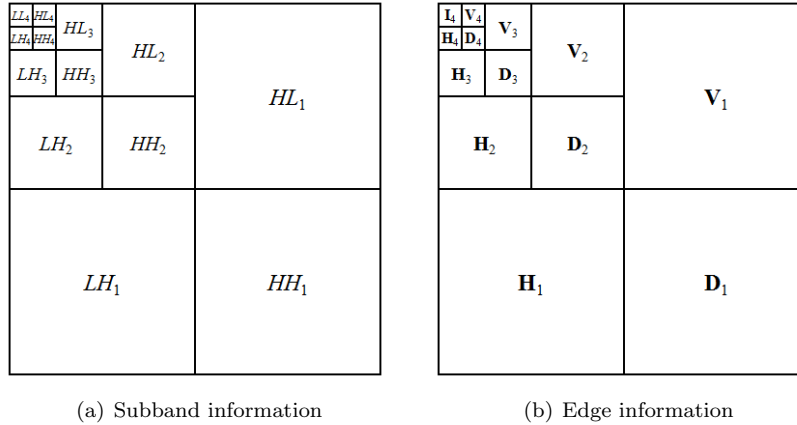 LL₄ HL₄ HL₃ HL₂ HL₁
LH₄ HH₄
LH₃ HH₃
LH₂ HH₂
LH₁ HH₁
(a) Subband information
I₄ V₄ V₃ V₂ V₁
H₄ D₄
H₃ D₃
H₂ D₂
H₁ D₁
(b) Edge information